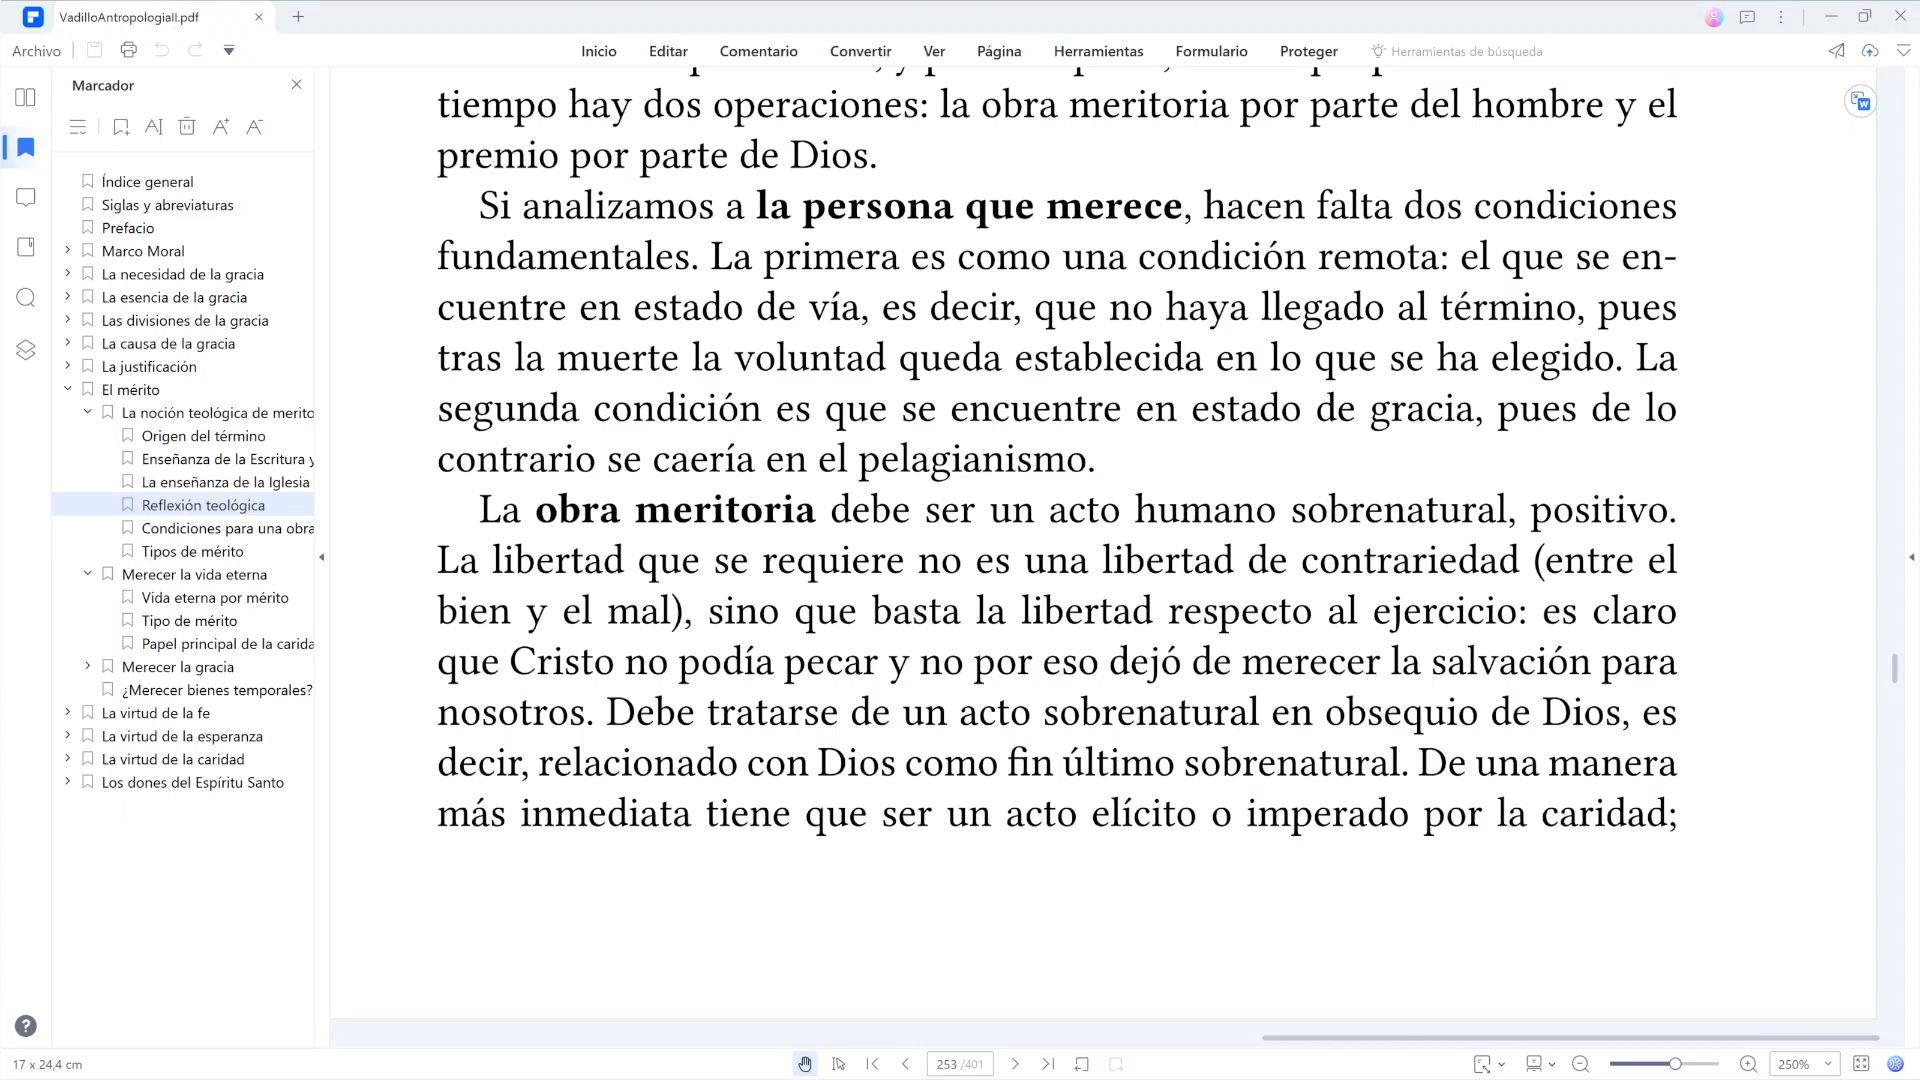 VadilloAntropologiaII.pdf
Archivo
Inicio
Editar
Comentario
Convertir
Ver
Página
Herramientas
Formulario
Proteger
Herramientas de búsqueda
Marcador
Índice general
Siglas y abreviaturas
Prefacio
Marco Moral
La necesidad de la gracia
La esencia de la gracia
Las divisiones de la gracia
La causa de la gracia
La justificación
El mérito
La noción teológica de merito
Origen del término
Enseñanza de la Escritura y
La enseñanza de la Iglesia
Reflexión teológica
Condiciones para una obra
Tipos de mérito
Merecer la vida eterna
Vida eterna por mérito
Tipo de mérito
Papel principal de la carida
Merecer la gracia
¿Merecer bienes temporales?
La virtud de la fe
La virtud de la esperanza
La virtud de la caridad
Los dones del Espíritu Santo
tiempo hay dos operaciones: la obra meritoria por parte del hombre y el
premio por parte de Dios.
Si analizamos a la persona que merece, hacen falta dos condiciones
fundamentales. La primera es como una condición remota: el que se en-
cuentre en estado de vía, es decir, que no haya llegado al término, pues
tras la muerte la voluntad queda establecida en lo que se ha elegido. La
segunda condición es que se encuentre en estado de gracia, pues de lo
contrario se caería en el pelagianismo.
La obra meritoria debe ser un acto humano sobrenatural, positivo.
La libertad que se requiere no es una libertad de contrariedad (entre el
bien y el mal), sino que basta la libertad respecto al ejercicio: es claro
que Cristo no podía pecar y no por eso dejó de merecer la salvación para
nosotros. Debe tratarse de un acto sobrenatural en obsequio de Dios, es
decir, relacionado con Dios como fin último sobrenatural. De una manera
más inmediata tiene que ser un acto elícito o imperado por la caridad;
17 x 24,4 cm
253 /401
250%